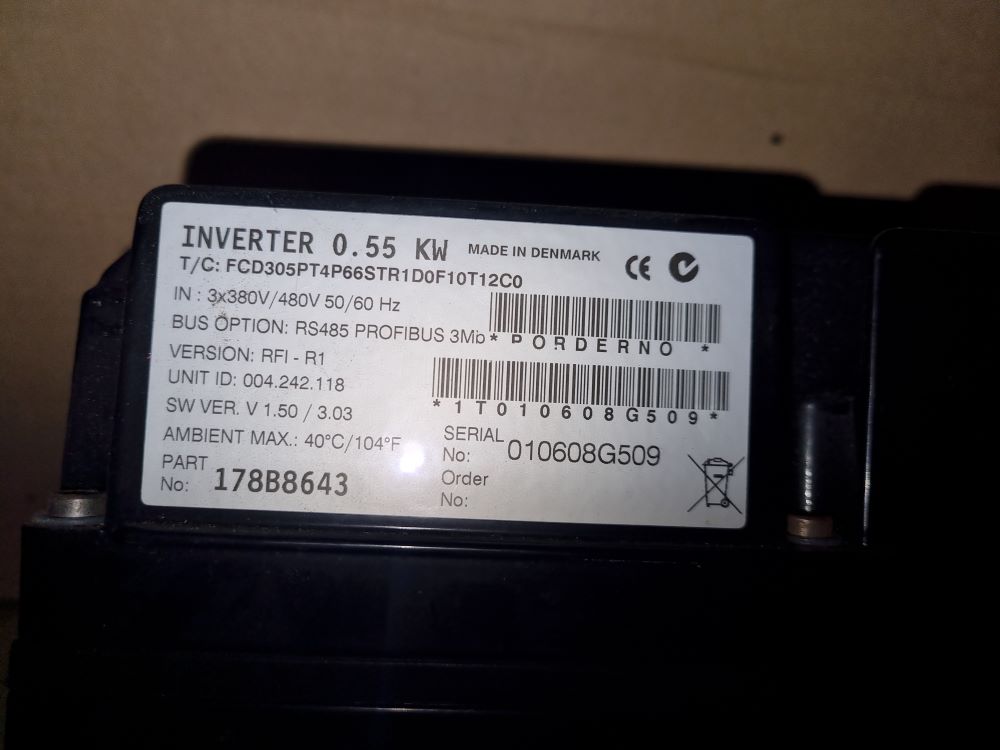 INVERTER 0.55 KW MADE IN DENMARK CE
T/C: FCD305PT4P66STR1D0F10T12C0
IN : 3x380V/480V 50/60 Hz
BUS OPTION: RS485 PROFIBUS 3Mb
* PORDERNO *
VERSION: RFI - R1
UNIT ID: 004.242.118
*1T010608G509*
SW VER. V 1.50 / 3.03
AMBIENT MAX.: 40°C/104°F
SERIAL
No: 010608G509
PART
No: 178B8643
Order
No: